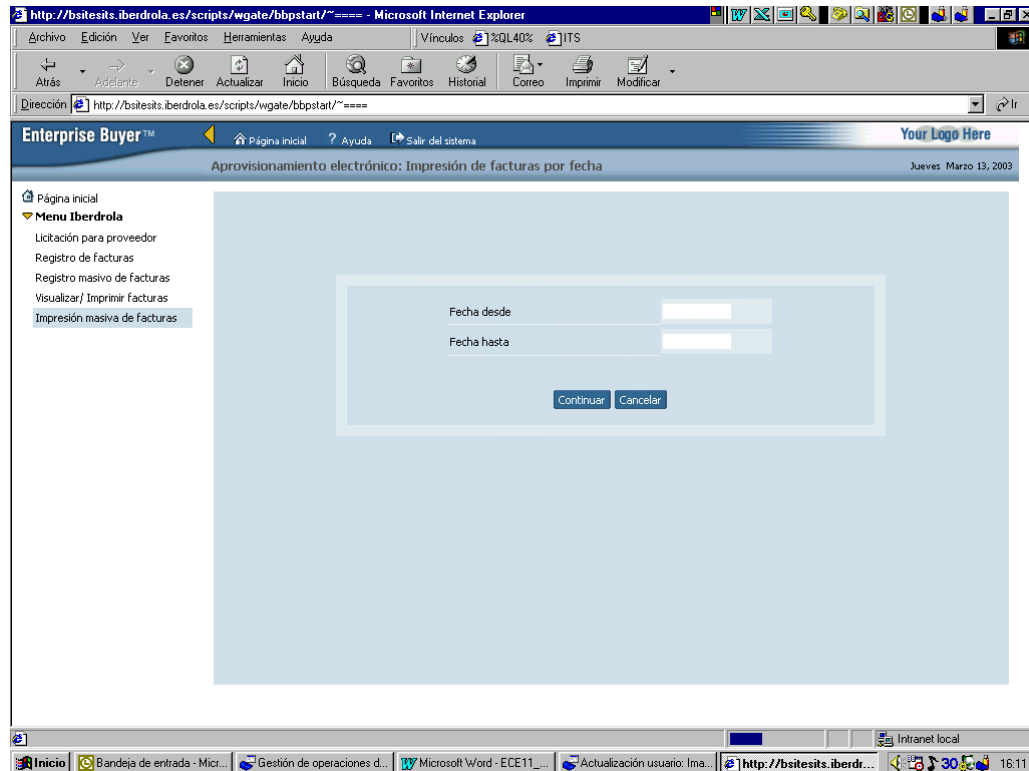 http://bsitesits.iberdrola.es/scripts/wgate/bbpstart/~==== - Microsoft Internet Explorer
Archivo Edición Ver Favoritos Herramientas Ayuda Vínculos %QL40% ITS
Atrás Adelante Detener Actualizar Inicio Búsqueda Favoritos Historial Correo Imprimir Modificar
Dirección http://bsitesits.iberdrola.es/scripts/wgate/bbpstart/~==== Ir
Enterprise Buyer™ Página inicial ? Ayuda Salir del sistema Your Logo Here
Aprovisionamiento electrónico: Impresión de facturas por fecha Jueves Marzo 13, 2003
Página inicial
Menu Iberdrola
Licitación para proveedor
Registro de facturas
Registro masivo de facturas
Visualizar/ Imprimir facturas
Impresión masiva de facturas
Fecha desde
Fecha hasta
Continuar Cancelar
Intranet local
Inicio Bandeja de entrada - Micr... Gestión de operaciones d... Microsoft Word - ECE11_... Actualización usuario: Ima... http://bsitesits.iberdr... 30 16:11